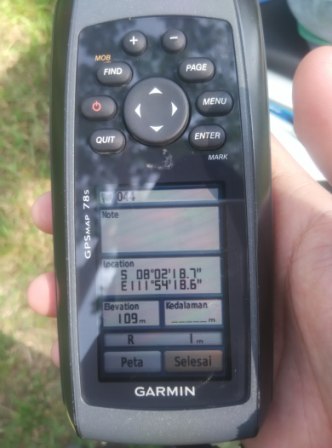 + −
MOB
FIND
PAGE
MENU
QUIT
ENTER
MARK
GPSMAP 78s
Note
Location
S 08°02'18.7"
E111°54'18.6"
Elevation
Kedalaman
109m
_____m
R 1m
Peta
Selesai
GARMIN